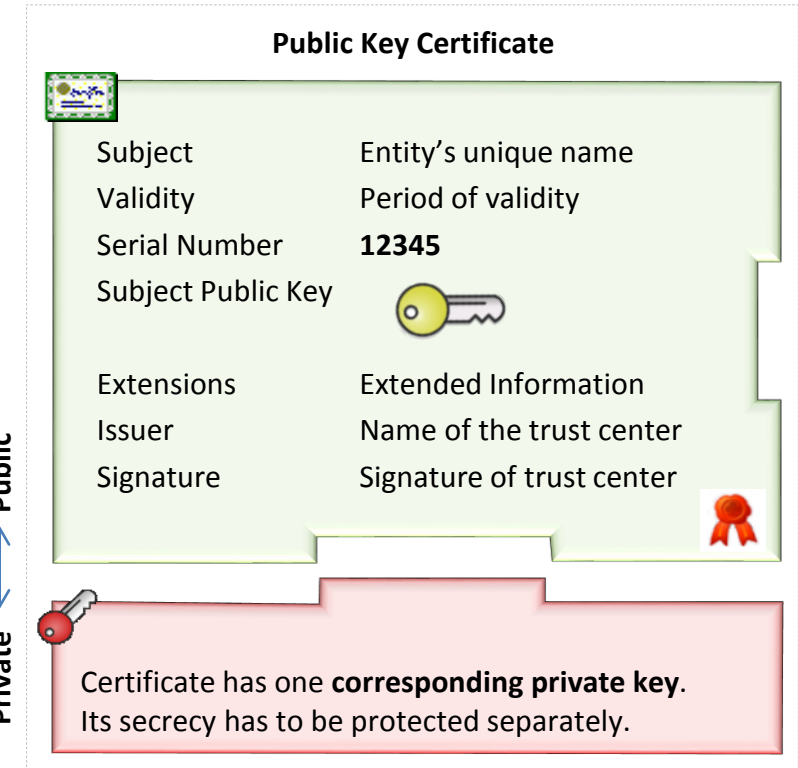 Public Key Certificate
Subject Entity’s unique name
Validity Period of validity
Serial Number 12345
Subject Public Key
Extensions Extended Information
Issuer Name of the trust center
Signature Signature of trust center
Public
Private
Certificate has one corresponding private key.
Its secrecy has to be protected separately.